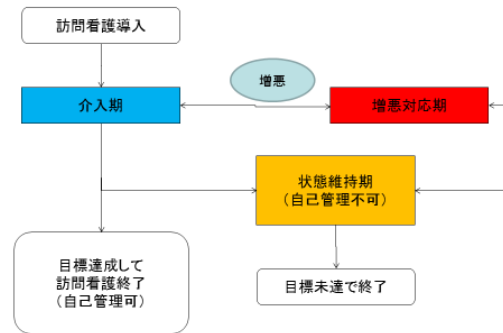 訪問看護導入
増悪
介入期
増悪対応期
状態維持期
（自己管理不可）
目標達成して
訪問看護終了
（自己管理可）
目標未達で終了